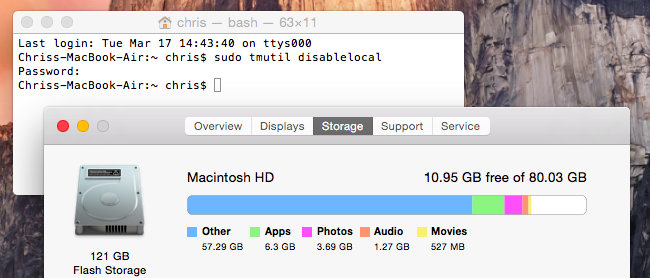 chris — bash — 63×11
Last login: Tue Mar 17 14:43:40 on ttys000
Chriss-MacBook-Air:~ chris$ sudo tmutil disablelocal
Password:
Chriss-MacBook-Air:~ chris$
Overview Displays Storage Support Service
Macintosh HD 10.95 GB free of 80.03 GB
Other Apps Photos Audio Movies
57.29 GB 6.3 GB 3.69 GB 1.27 GB 527 MB
121 GB
Flash Storage